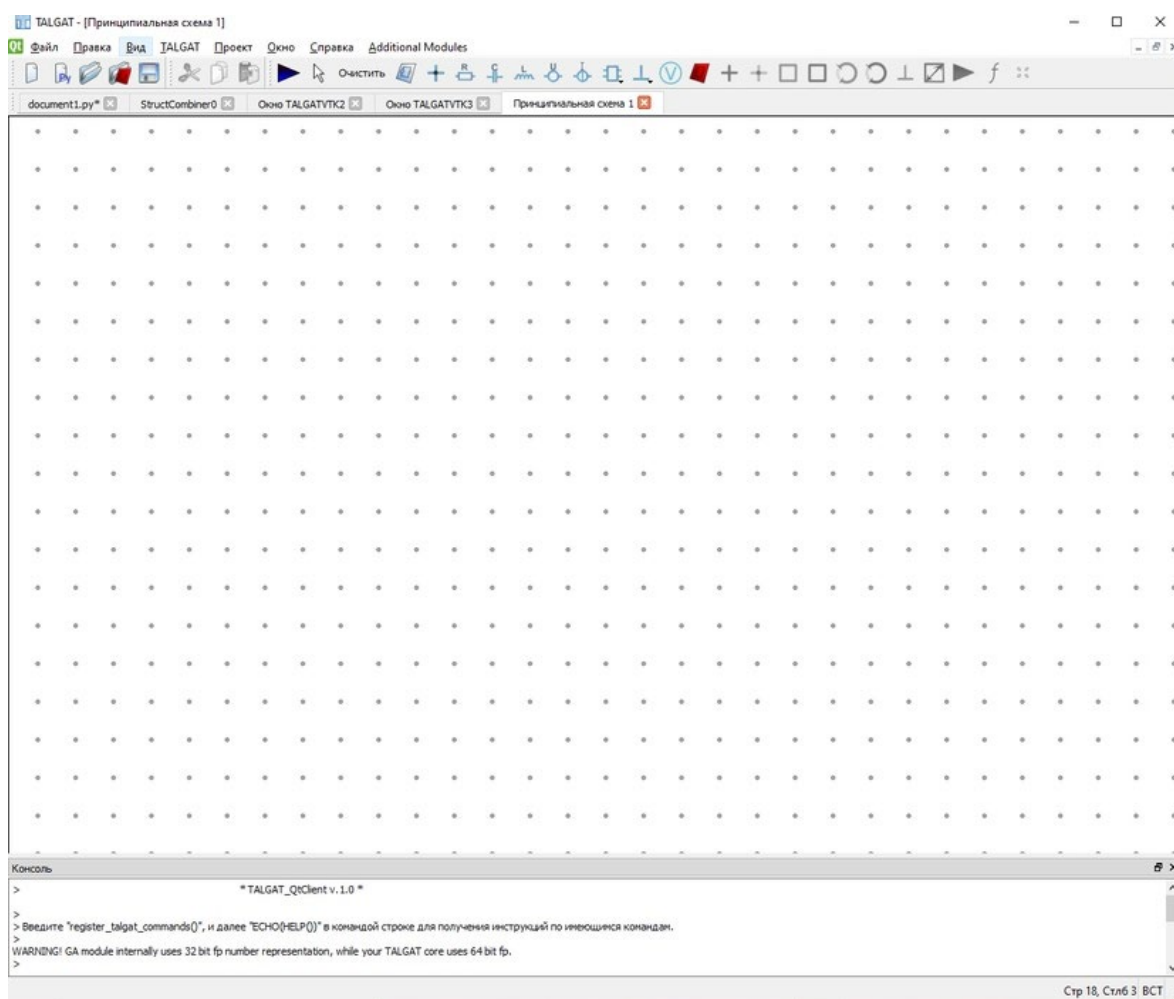 TALGAT - [Принципиальная схема 1]
Файл Правка Вид TALGAT Проект Окно Справка Additional Modules
Очистить
document1.py* StructCombiner0 Окно TALGATVTK2 Окно TALGATVTK3 Принципиальная схема 1
Консоль
> * TALGAT_QtClient v.1.0 *
>
> Введите "register_talgat_commands()", и далее "ECHO(HELP())" в командой строке для получения инструкций по имеющимся командам.
>
WARNING! GA module internally uses 32 bit fp number representation, while your TALGAT core uses 64 bit fp.
>
Стр 18, Стлб 3 ВСТ